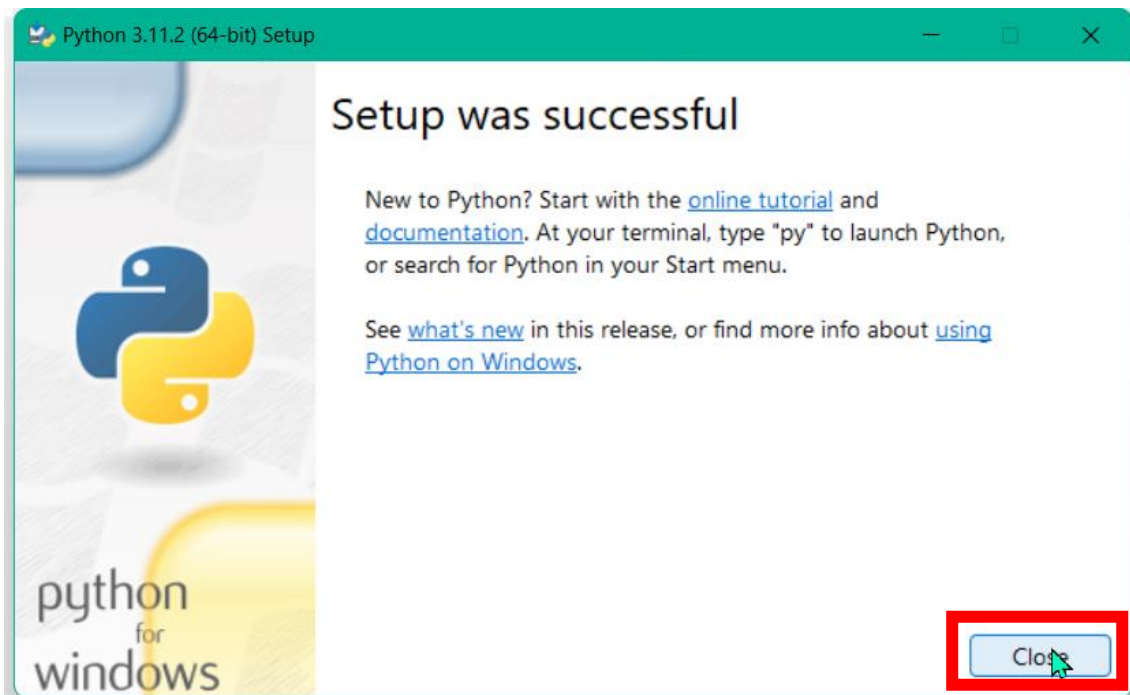 Python 3.11.2 (64-bit) Setup
Setup was successful
New to Python? Start with the online tutorial and
documentation. At your terminal, type "py" to launch Python,
or search for Python in your Start menu.
See what's new in this release, or find more info about using
Python on Windows.
python
for
windows
Close